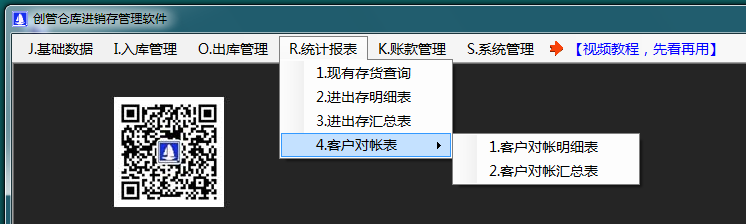 创管仓库进销存管理软件
J.基础数据 I.入库管理 O.出库管理 R.统计报表 K.账款管理 S.系统管理 【视频教程，先看再用】
1.现有存货查询
2.进出存明细表
3.进出存汇总表
4.客户对帐表
1.客户对帐明细表
2.客户对帐汇总表